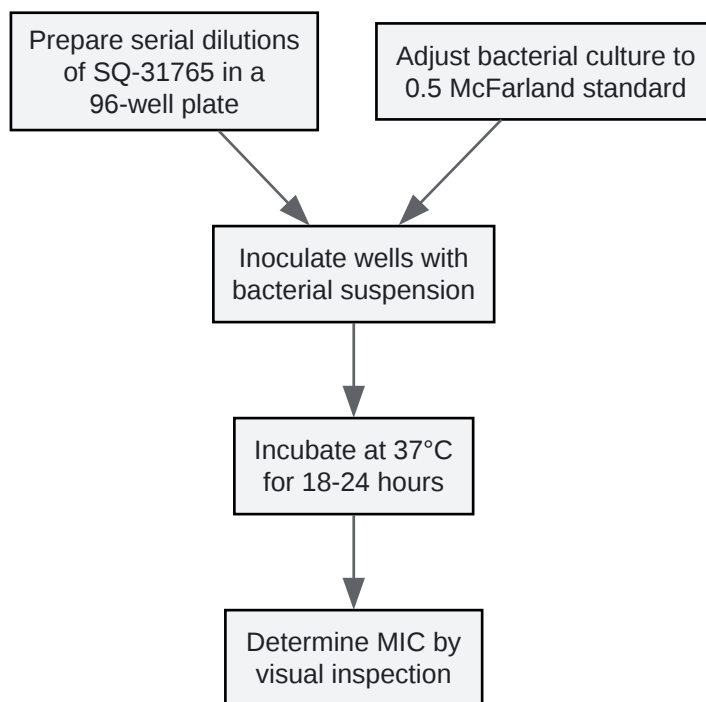 Prepare serial dilutions
of SQ-31765 in a
96-well plate
Adjust bacterial culture to
0.5 McFarland standard
Inoculate wells with
bacterial suspension
Incubate at 37°C
for 18-24 hours
Determine MIC by
visual inspection